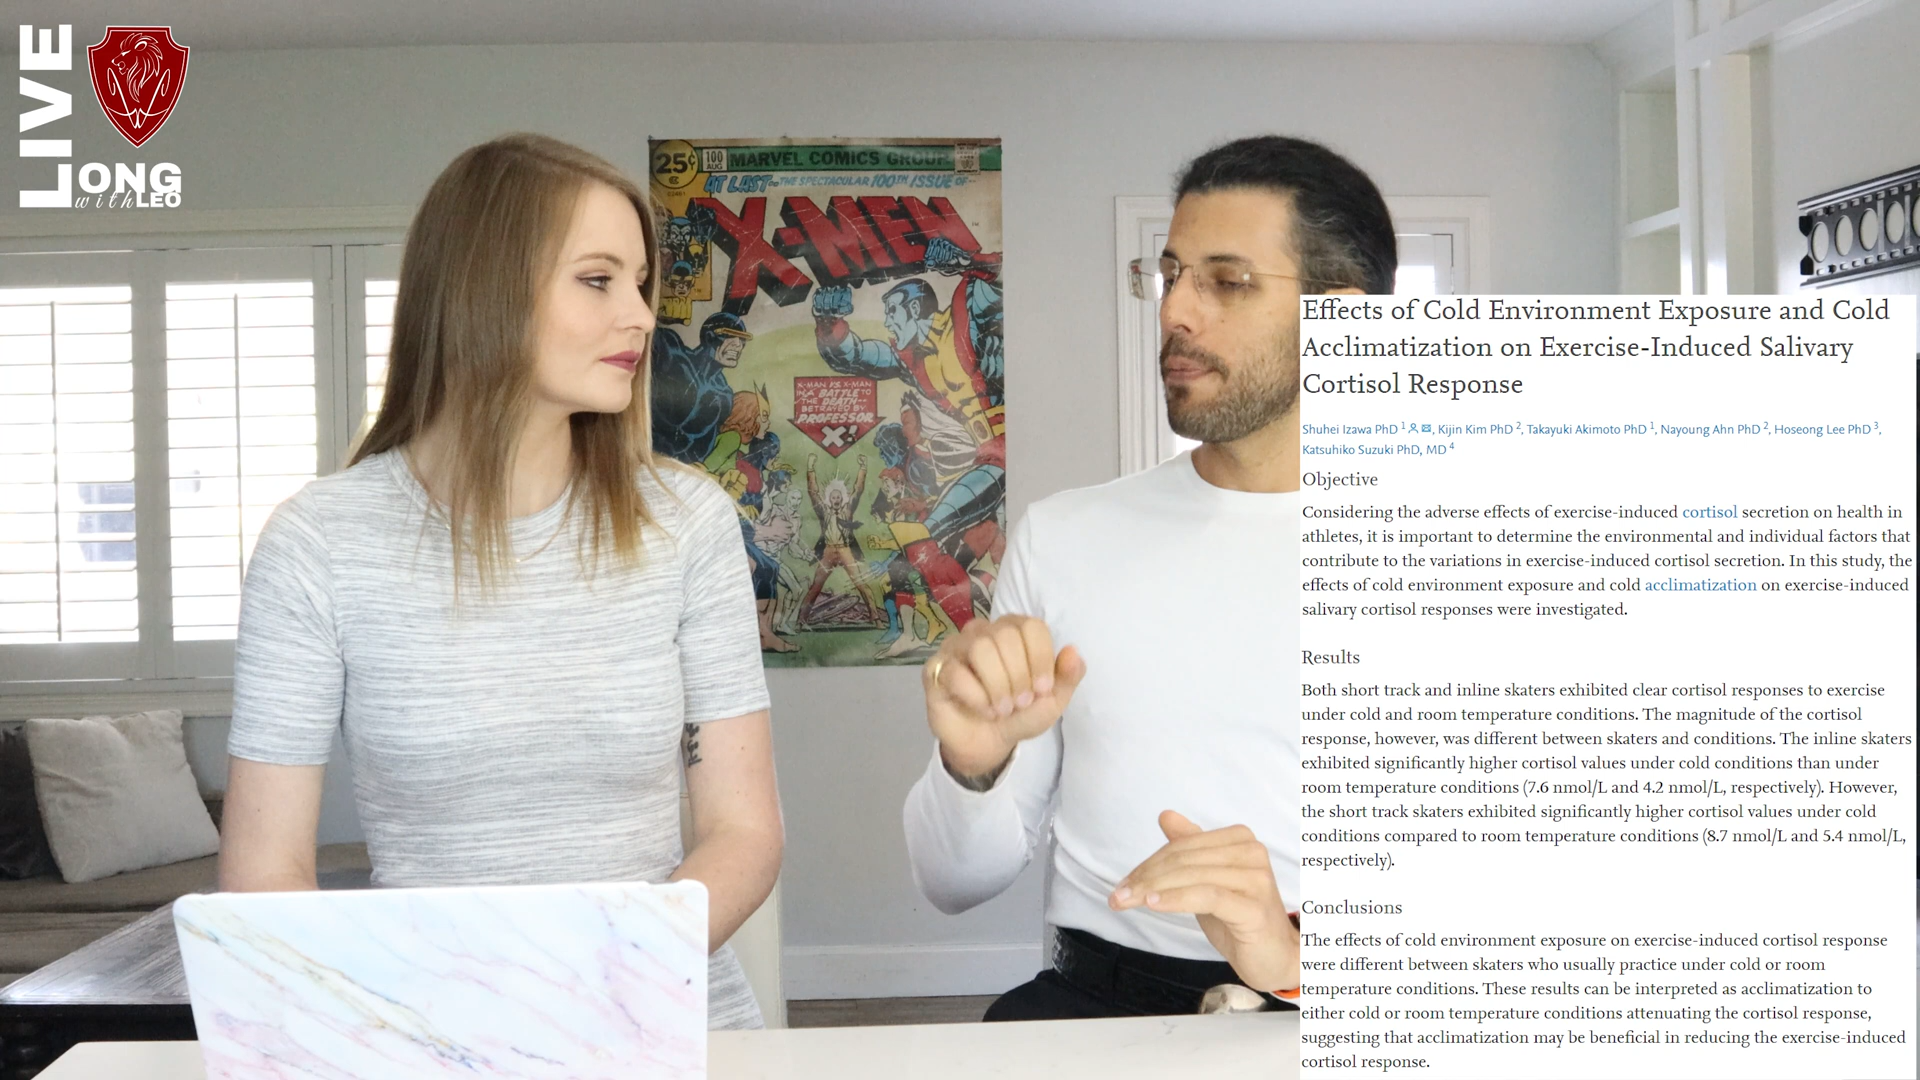 LIVE
LONG
with LEO
25¢
100
AUG
MARVEL COMICS GROUP
AT LAST--THE SPECTACULAR 100TH ISSUE OF--
X-MEN
X-MAN VS. X-MAN
IN A BATTLE TO
THE DEATH--
BETRAYED BY
PROFESSOR
X!
Effects of Cold Environment Exposure and Cold
Acclimatization on Exercise-Induced Salivary
Cortisol Response
Shuhei Izawa PhD 1, Kijin Kim PhD 2, Takayuki Akimoto PhD 1, Nayoung Ahn PhD 2, Hoseong Lee PhD 3,
Katsuhiko Suzuki PhD, MD 4
Objective
Considering the adverse effects of exercise-induced cortisol secretion on health in
athletes, it is important to determine the environmental and individual factors that
contribute to the variations in exercise-induced cortisol secretion. In this study, the
effects of cold environment exposure and cold acclimatization on exercise-induced
salivary cortisol responses were investigated.
Results
Both short track and inline skaters exhibited clear cortisol responses to exercise
under cold and room temperature conditions. The magnitude of the cortisol
response, however, was different between skaters and conditions. The inline skaters
exhibited significantly higher cortisol values under cold conditions than under
room temperature conditions (7.6 nmol/L and 4.2 nmol/L, respectively). However,
the short track skaters exhibited significantly higher cortisol values under cold
conditions compared to room temperature conditions (8.7 nmol/L and 5.4 nmol/L,
respectively).
Conclusions
The effects of cold environment exposure on exercise-induced cortisol response
were different between skaters who usually practice under cold or room
temperature conditions. These results can be interpreted as acclimatization to
either cold or room temperature conditions attenuating the cortisol response,
suggesting that acclimatization may be beneficial in reducing the exercise-induced
cortisol response.